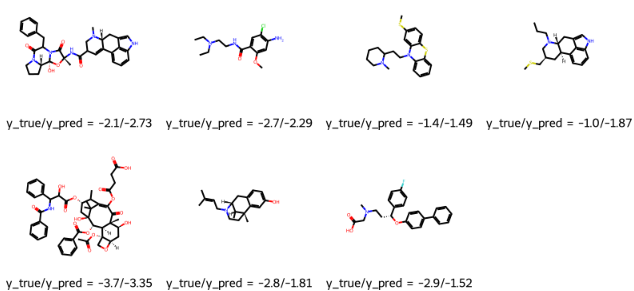 y_true/y_pred = -2.1/-2.73
y_true/y_pred = -2.7/-2.29
y_true/y_pred = -1.4/-1.49
y_true/y_pred = -1.0/-1.87
y_true/y_pred = -3.7/-3.35
y_true/y_pred = -2.8/-1.81
y_true/y_pred = -2.9/-1.52